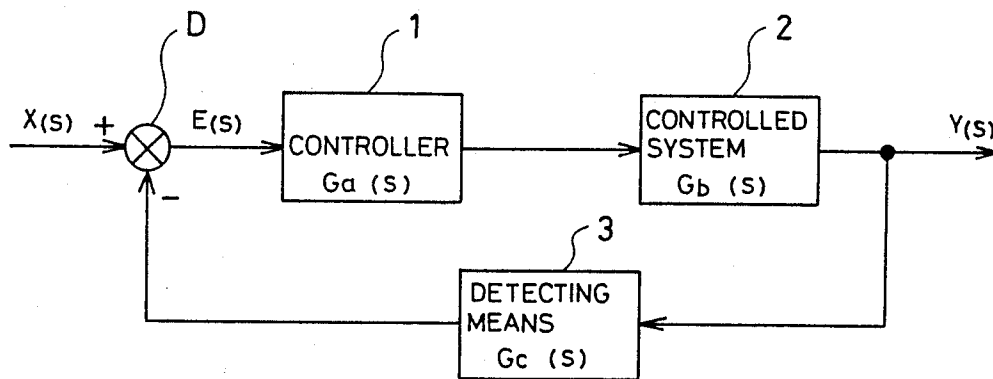 D
1
2
X(S)
+
E(S)
CONTROLLER
Ga (S)
CONTROLLED
SYSTEM
Gb (S)
Y(S)
−
3
DETECTING
MEANS
Gc (S)